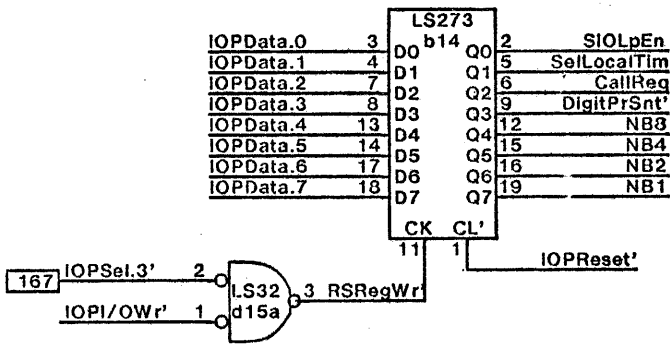 LS273
b14
IOPData.0 3 D0 Q0 2 SIOLpEn
IOPData.1 4 D1 Q1 5 SelLocalTim
IOPData.2 7 D2 Q2 6 CallReq
IOPData.3 8 D3 Q3 9 DigitPrSnt'
IOPData.4 13 D4 Q4 12 NB8
IOPData.5 14 D5 Q5 15 NB4
IOPData.6 17 D6 Q6 16 NB2
IOPData.7 18 D7 Q7 19 NB1
CK CL'
11 1 IOPReset'
167 IOPSel.3' 2
LS32 3 RSRegWr'
IOPI/OWr' 1 d15a